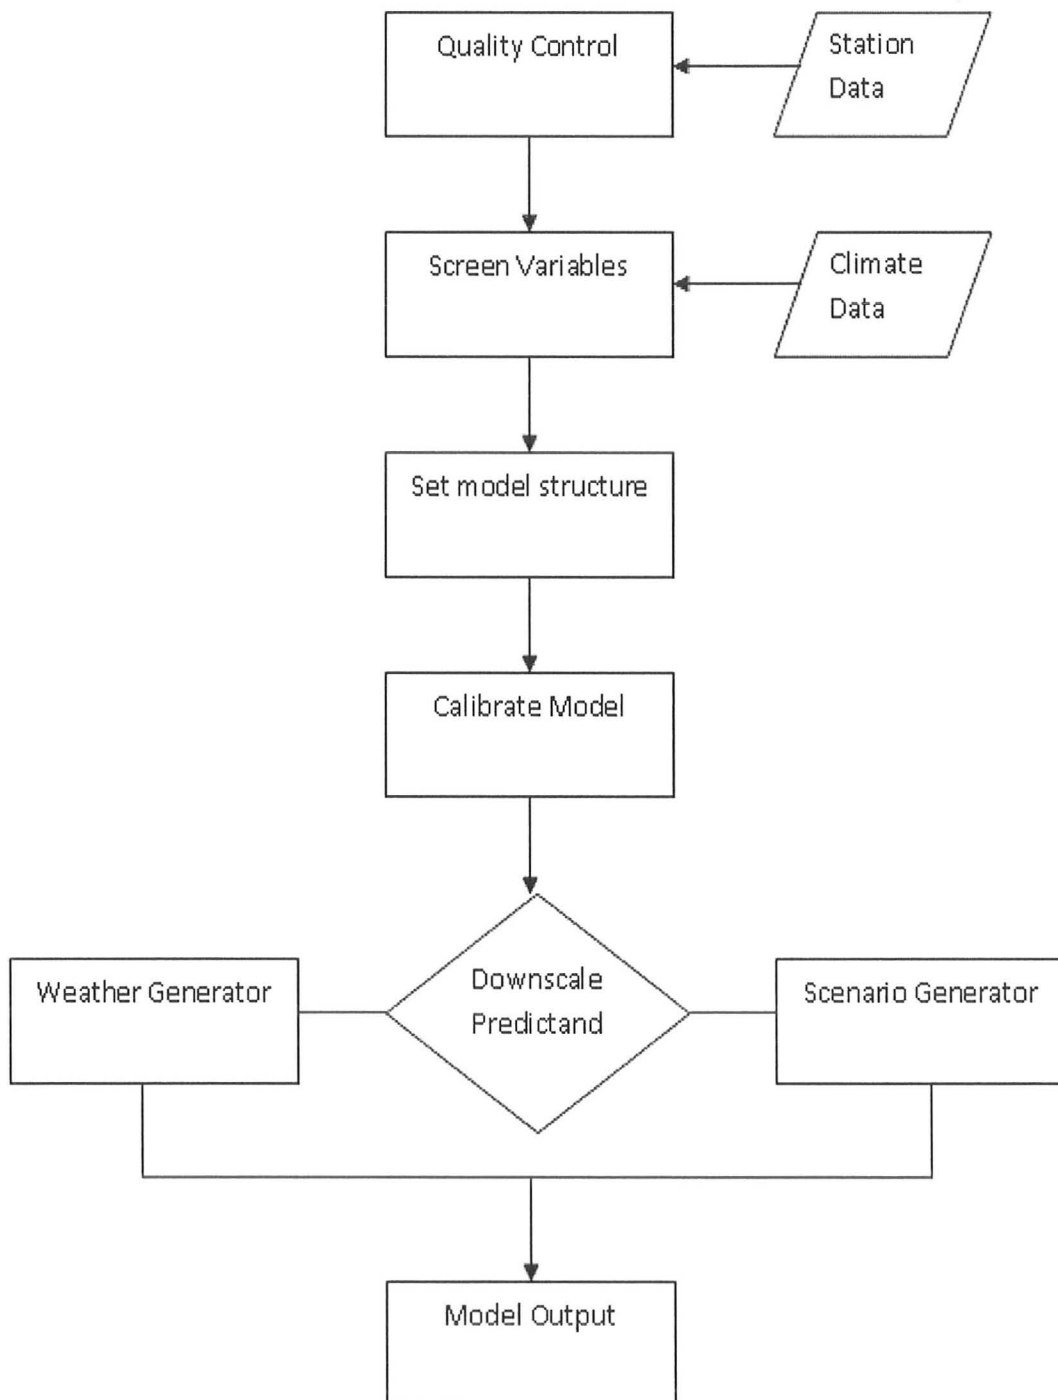 Quality Control
Station
Data
Screen Variables
Climate
Data
Set model structure
Calibrate Model
Downscale
Predictand
Weather Generator
Scenario Generator
Model Output